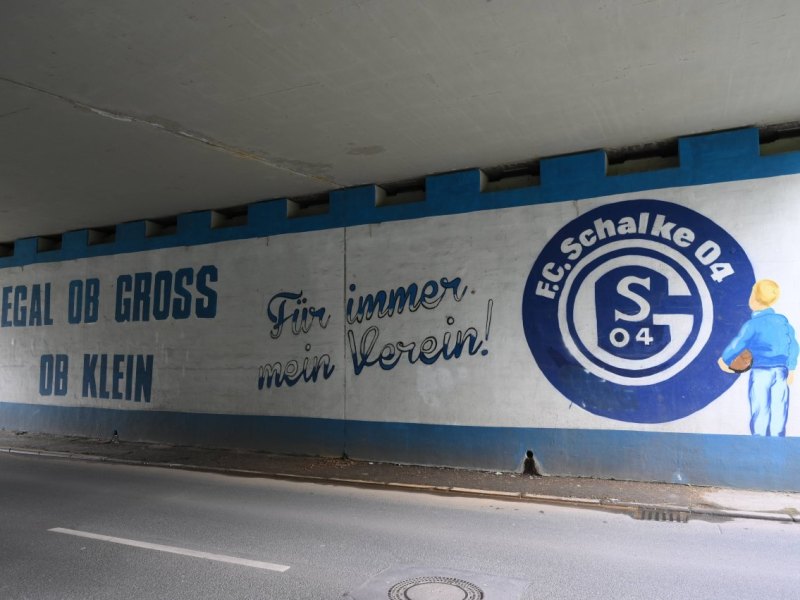 EGAL OB GROSS
OB KLEIN
Für immer
mein Verein!
F.C. Schalke 04
S
04
G